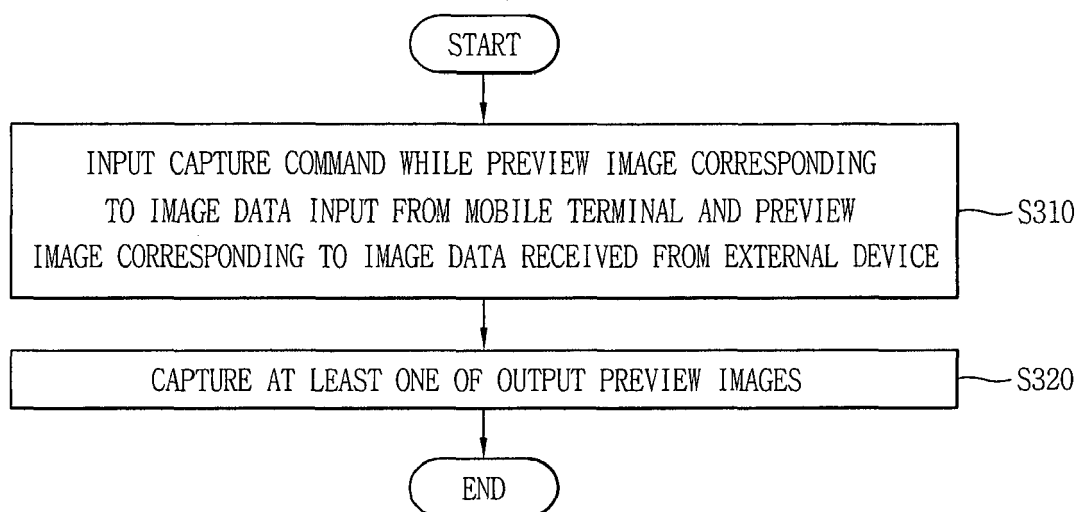 START
INPUT CAPTURE COMMAND WHILE PREVIEW IMAGE CORRESPONDING
TO IMAGE DATA INPUT FROM MOBILE TERMINAL AND PREVIEW
IMAGE CORRESPONDING TO IMAGE DATA RECEIVED FROM EXTERNAL DEVICE
S310
CAPTURE AT LEAST ONE OF OUTPUT PREVIEW IMAGES
S320
END